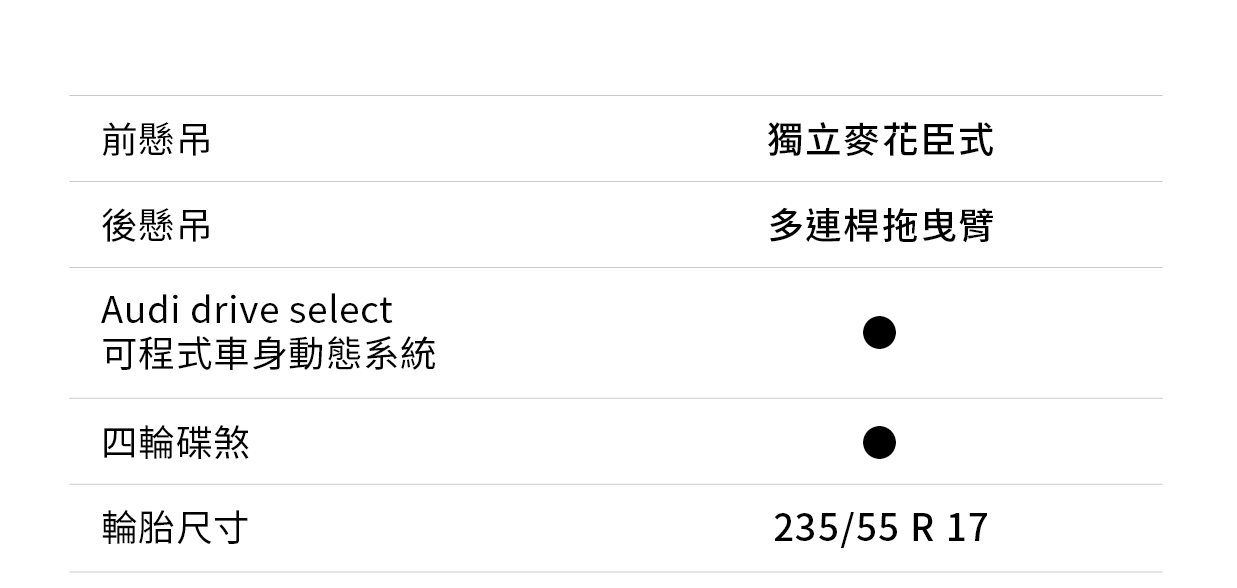 前懸吊 獨立麥花臣式
後懸吊 多連桿拖曳臂
Audi drive select
可程式車身動態系統 ●
四輪碟煞 ●
輪胎尺寸 235/55 R 17